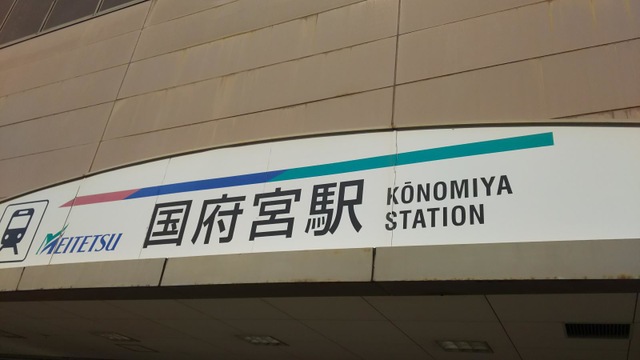 MEITETSU
国府宮駅
KŌNOMIYA
STATION